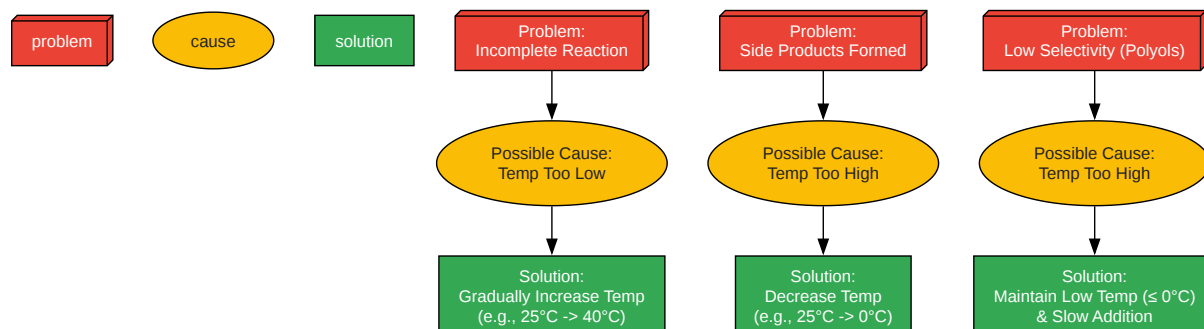 problem
cause
solution
Problem:
Incomplete Reaction
Problem:
Side Products Formed
Problem:
Low Selectivity (Polyols)
Possible Cause:
Temp Too Low
Possible Cause:
Temp Too High
Possible Cause:
Temp Too High
Solution:
Gradually Increase Temp
(e.g., 25°C -> 40°C)
Solution:
Decrease Temp
(e.g., 25°C -> 0°C)
Solution:
Maintain Low Temp (≤ 0°C)
& Slow Addition